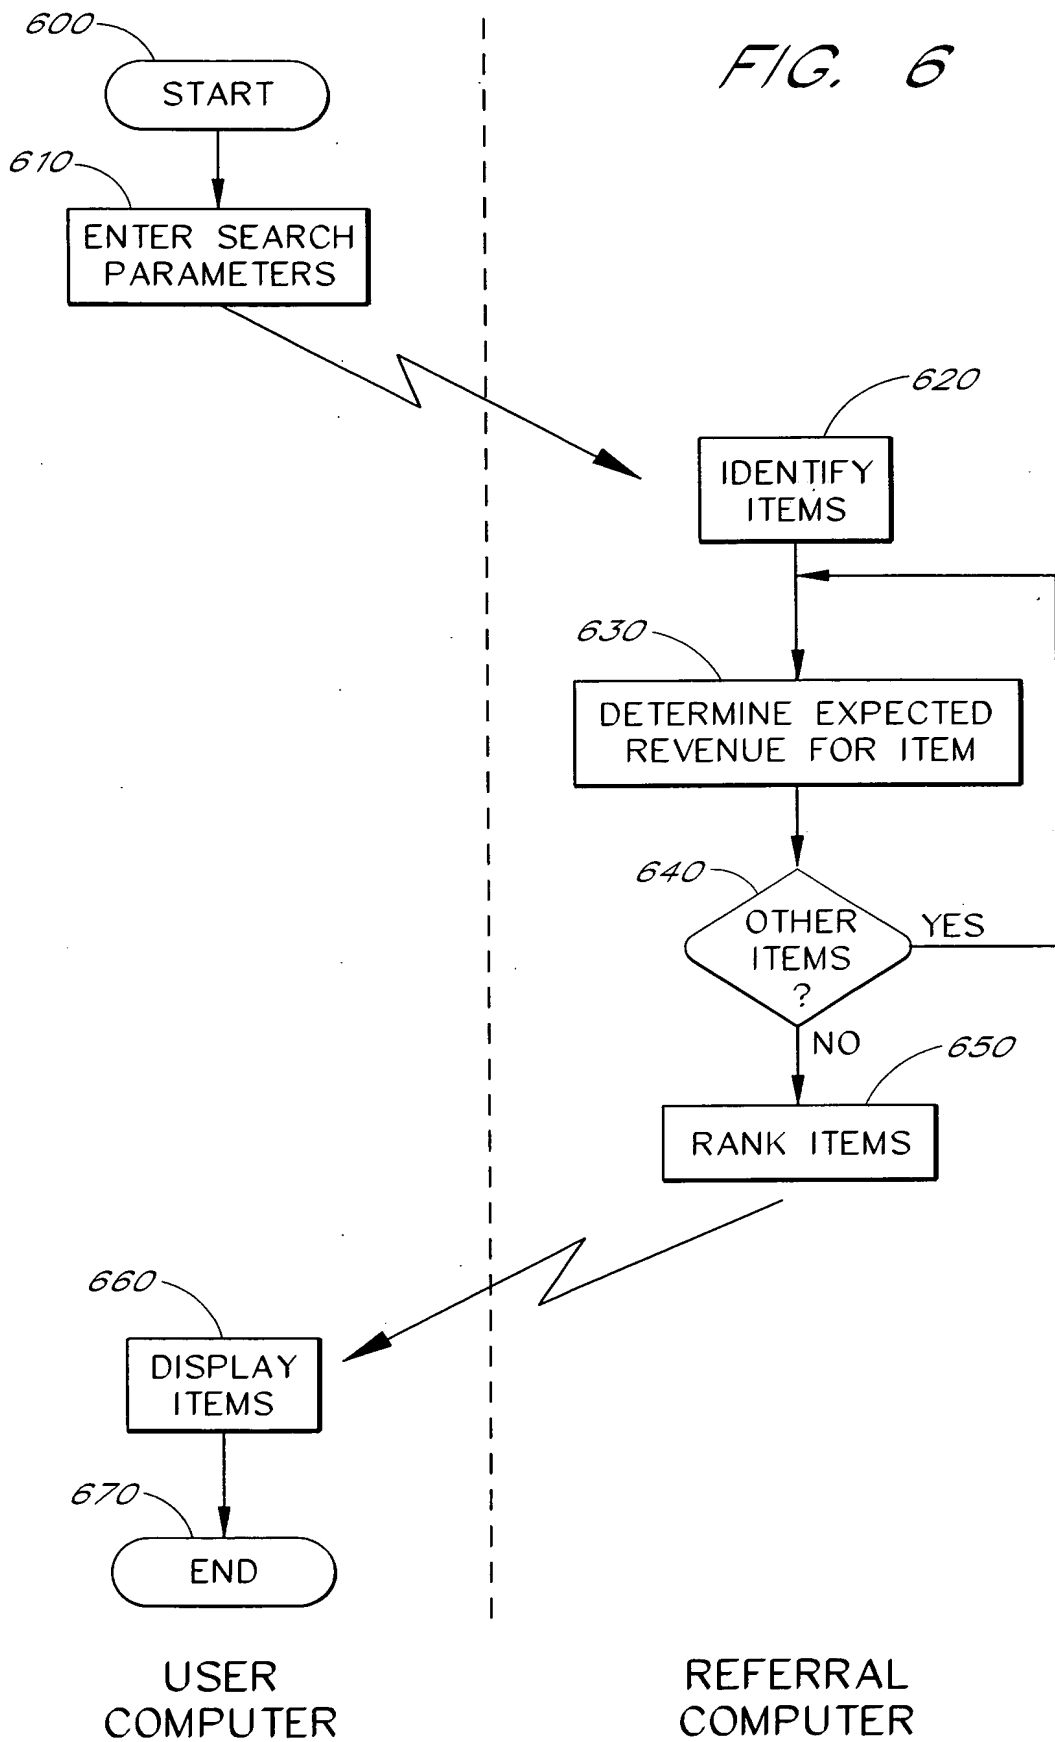 600
FIG. 6
START
610
ENTER SEARCH
PARAMETERS
620
IDENTIFY
ITEMS
630
DETERMINE EXPECTED
REVENUE FOR ITEM
640
OTHER
ITEMS
?
YES
NO
650
RANK ITEMS
660
DISPLAY
ITEMS
670
END
USER
COMPUTER
REFERRAL
COMPUTER